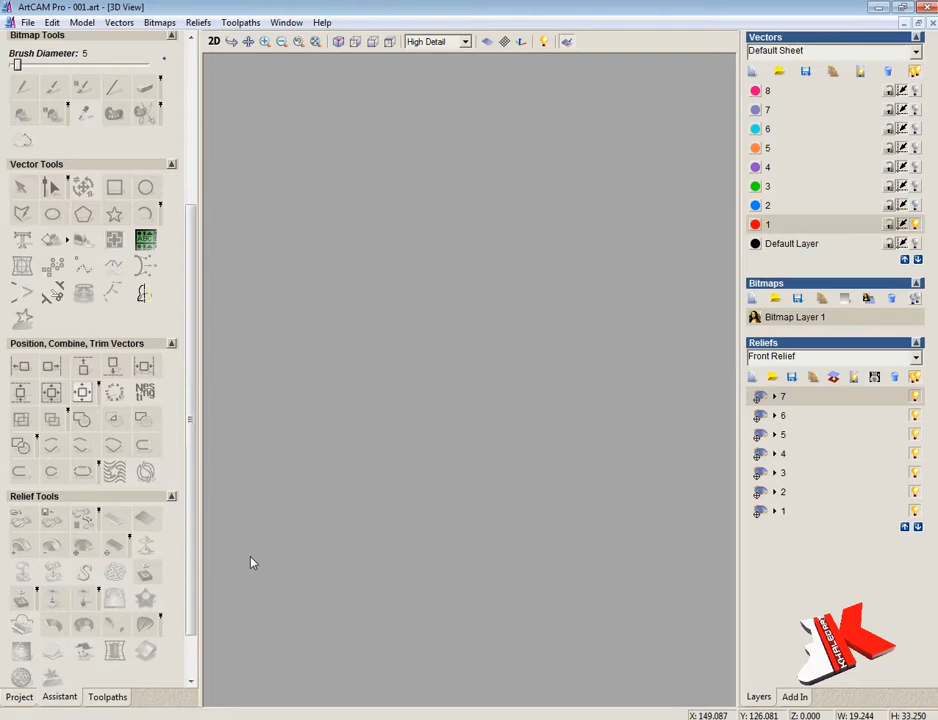 ArtCAM Pro - 001.art - [3D View]
File Edit Model Vectors Bitmaps Reliefs Toolpaths Window Help
Bitmap Tools
Brush Diameter: 5
Vector Tools
ABC
Position, Combine, Trim Vectors
Nes
ting
Relief Tools
Project Assistant Toolpaths
2D High Detail
Vectors
Default Sheet
8
7
6
5
4
3
2
1
Default Layer
Bitmaps
Bitmap Layer 1
Reliefs
Front Relief
7
6
5
4
3
2
1
Layers Add In
X: 149.087 Y: 126.081 Z: 0.000 W: 19.244 H: 33.250